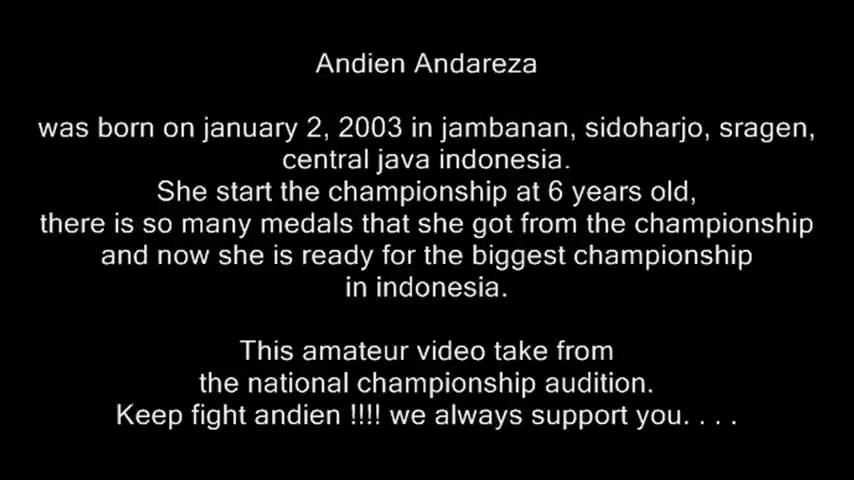 Andien Andareza
was born on january 2, 2003 in jambanan, sidoharjo, sragen,
central java indonesia.
She start the championship at 6 years old,
there is so many medals that she got from the championship
and now she is ready for the biggest championship
in indonesia.
This amateur video take from
the national championship audition.
Keep fight andien !!!! we always support you. . . .